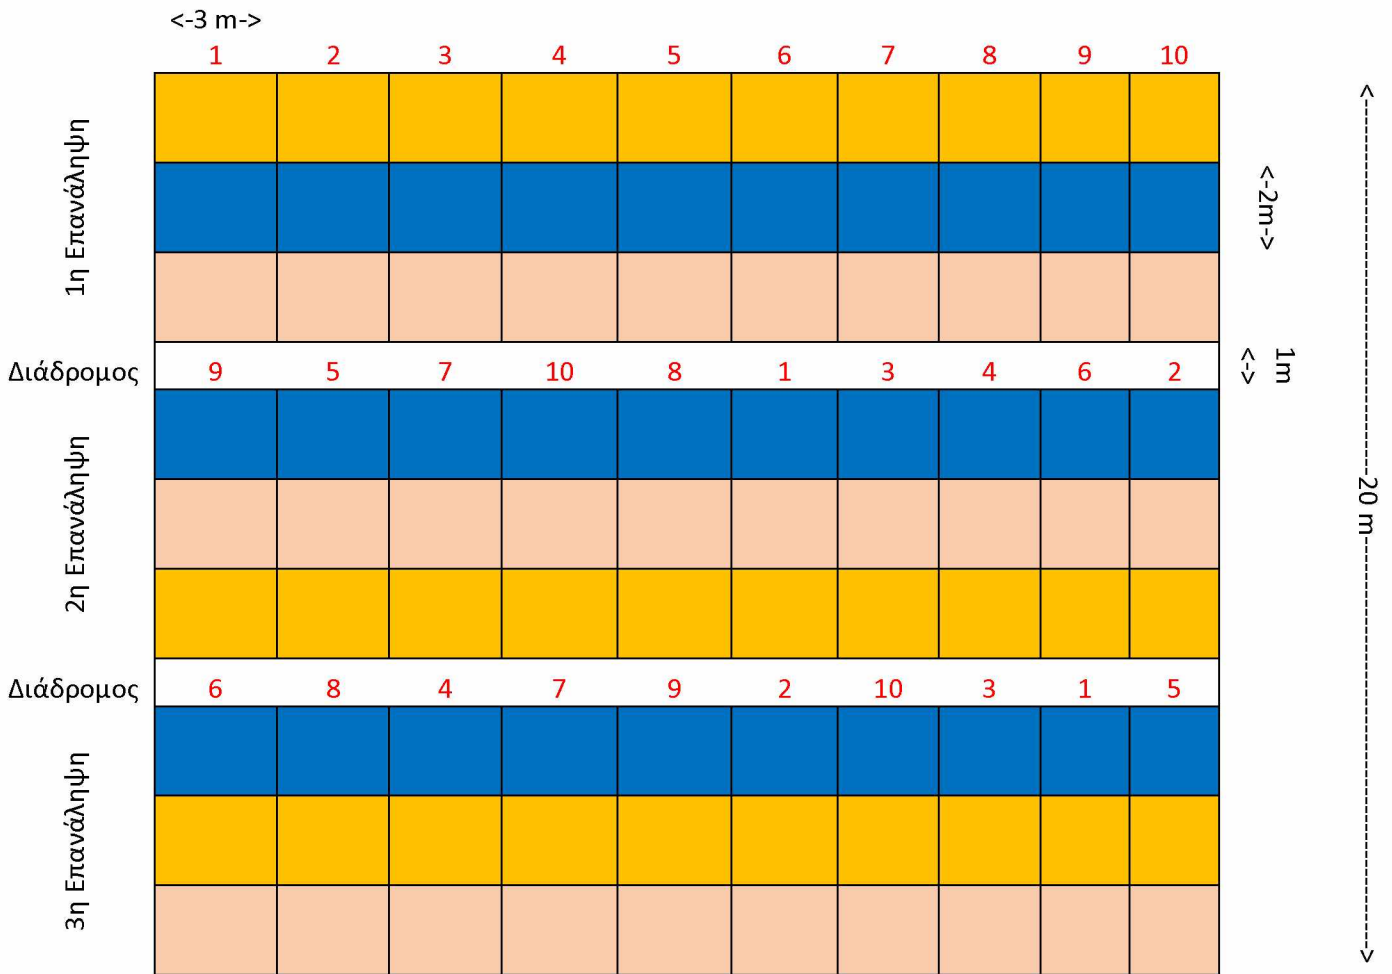 <-3 m->
1 2 3 4 5 6 7 8 9 10
1η Επανάληψη
<-2m->
Διάδρομος 9 5 7 10 8 1 3 4 6 2
<->
1m
2η Επανάληψη
<--------------------------20 m-------------------------->
Διάδρομος 6 8 4 7 9 2 10 3 1 5
3η Επανάληψη